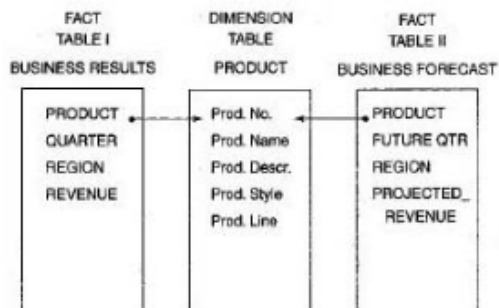 FACT
TABLE I
BUSINESS RESULTS
PRODUCT
QUARTER
REGION
REVENUE
DIMENSION
TABLE
PRODUCT
Prod. No.
Prod. Name
Prod. Descr.
Prod. Style
Prod. Line
FACT
TABLE II
BUSINESS FORECAST
PRODUCT
FUTURE QTR
REGION
PROJECTED_
REVENUE